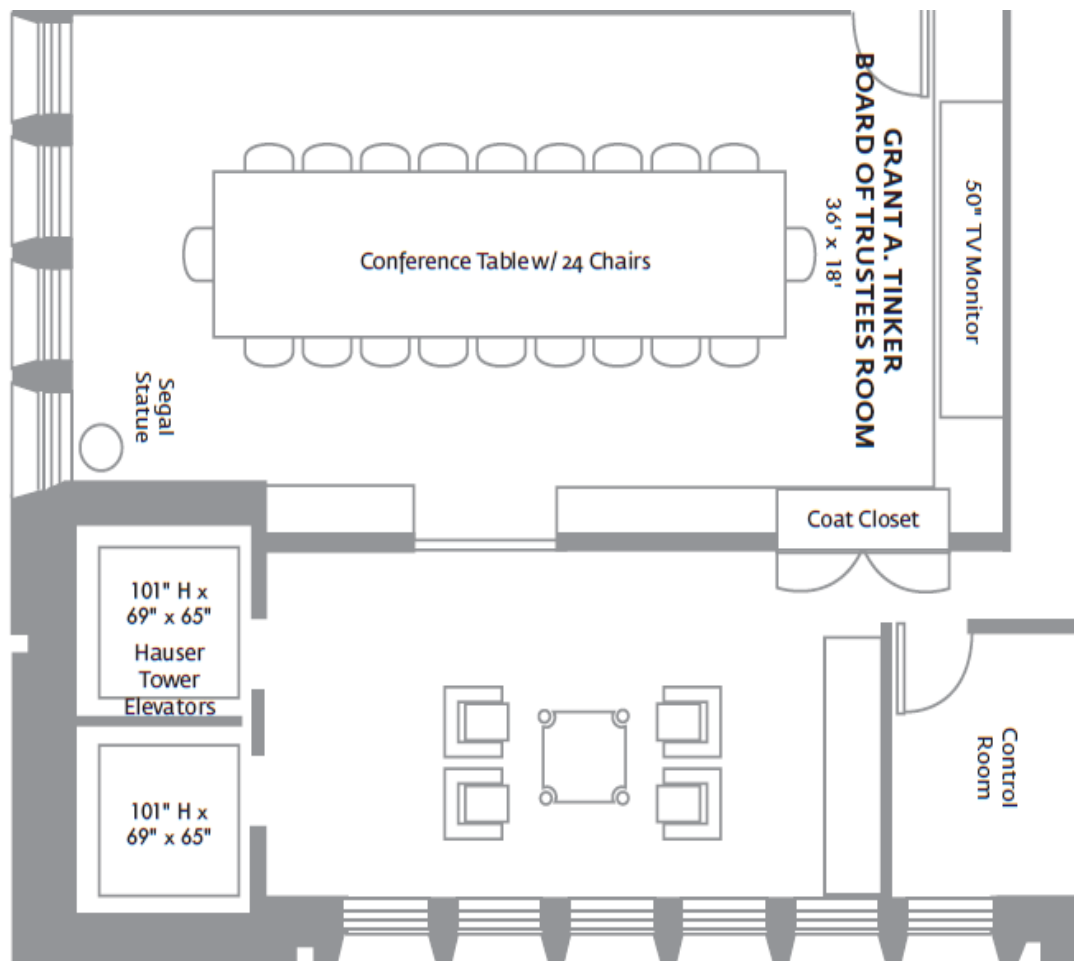 GRANT A. TINKER
BOARD OF TRUSTEES ROOM
36' x 18'
50" TV Monitor
Conference Table w/ 24 Chairs
Segal
Statue
Coat Closet
101" H x
69" x 65"
Hauser
Tower
Elevators
101" H x
69" x 65"
Control
Room